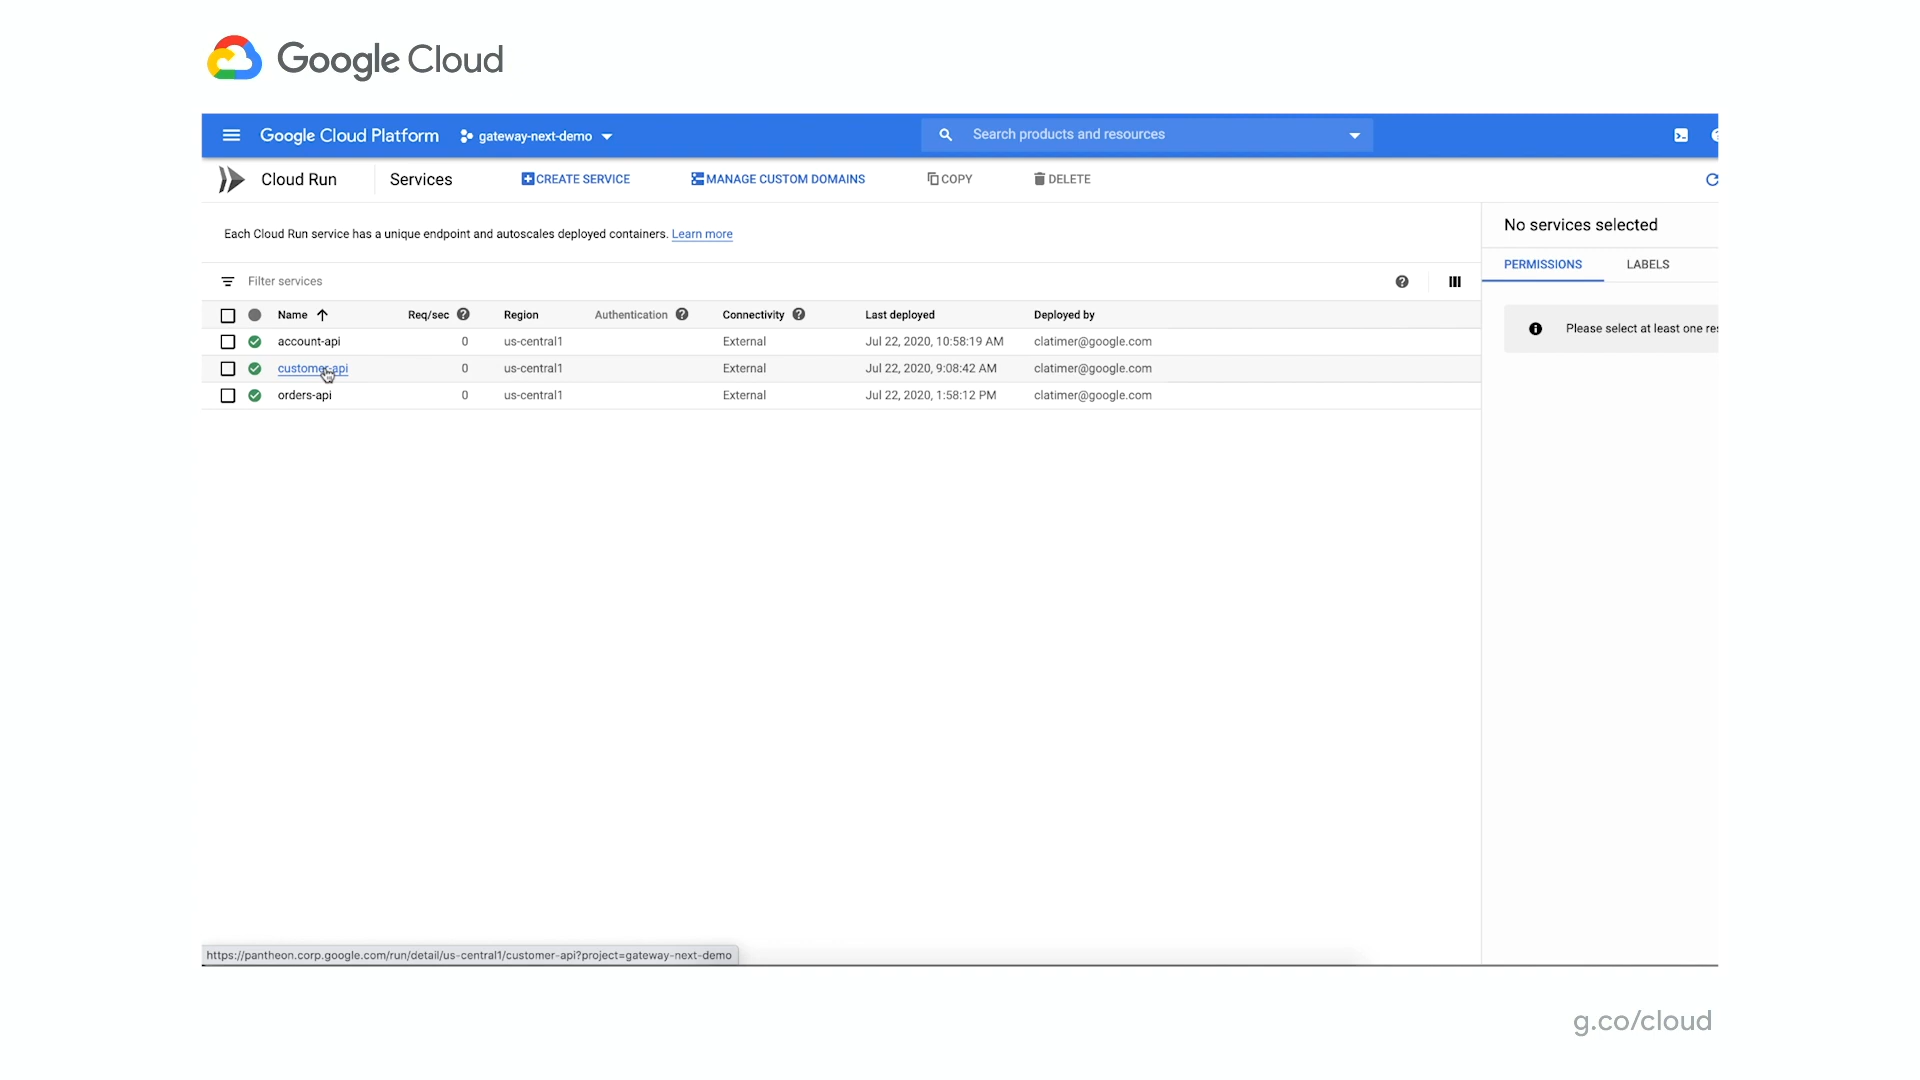 Google Cloud
Google Cloud Platform gateway-next-demo Search products and resources
Cloud Run Services CREATE SERVICE MANAGE CUSTOM DOMAINS COPY DELETE
No services selected
Each Cloud Run service has a unique endpoint and autoscales deployed containers. Learn more
PERMISSIONS LABELS
Filter services
Name Req/sec Region Authentication Connectivity Last deployed Deployed by
Please select at least one
account-api 0 us-central1 External Jul 22, 2020, 10:58:19 AM clatimer@google.com
customer-api 0 us-central1 External Jul 22, 2020, 9:08:42 AM clatimer@google.com
orders-api 0 us-central1 External Jul 22, 2020, 1:58:12 PM clatimer@google.com
https://pantheon.corp.google.com/run/detail/us-central1/customer-api?project=gateway-next-demo
g.co/cloud